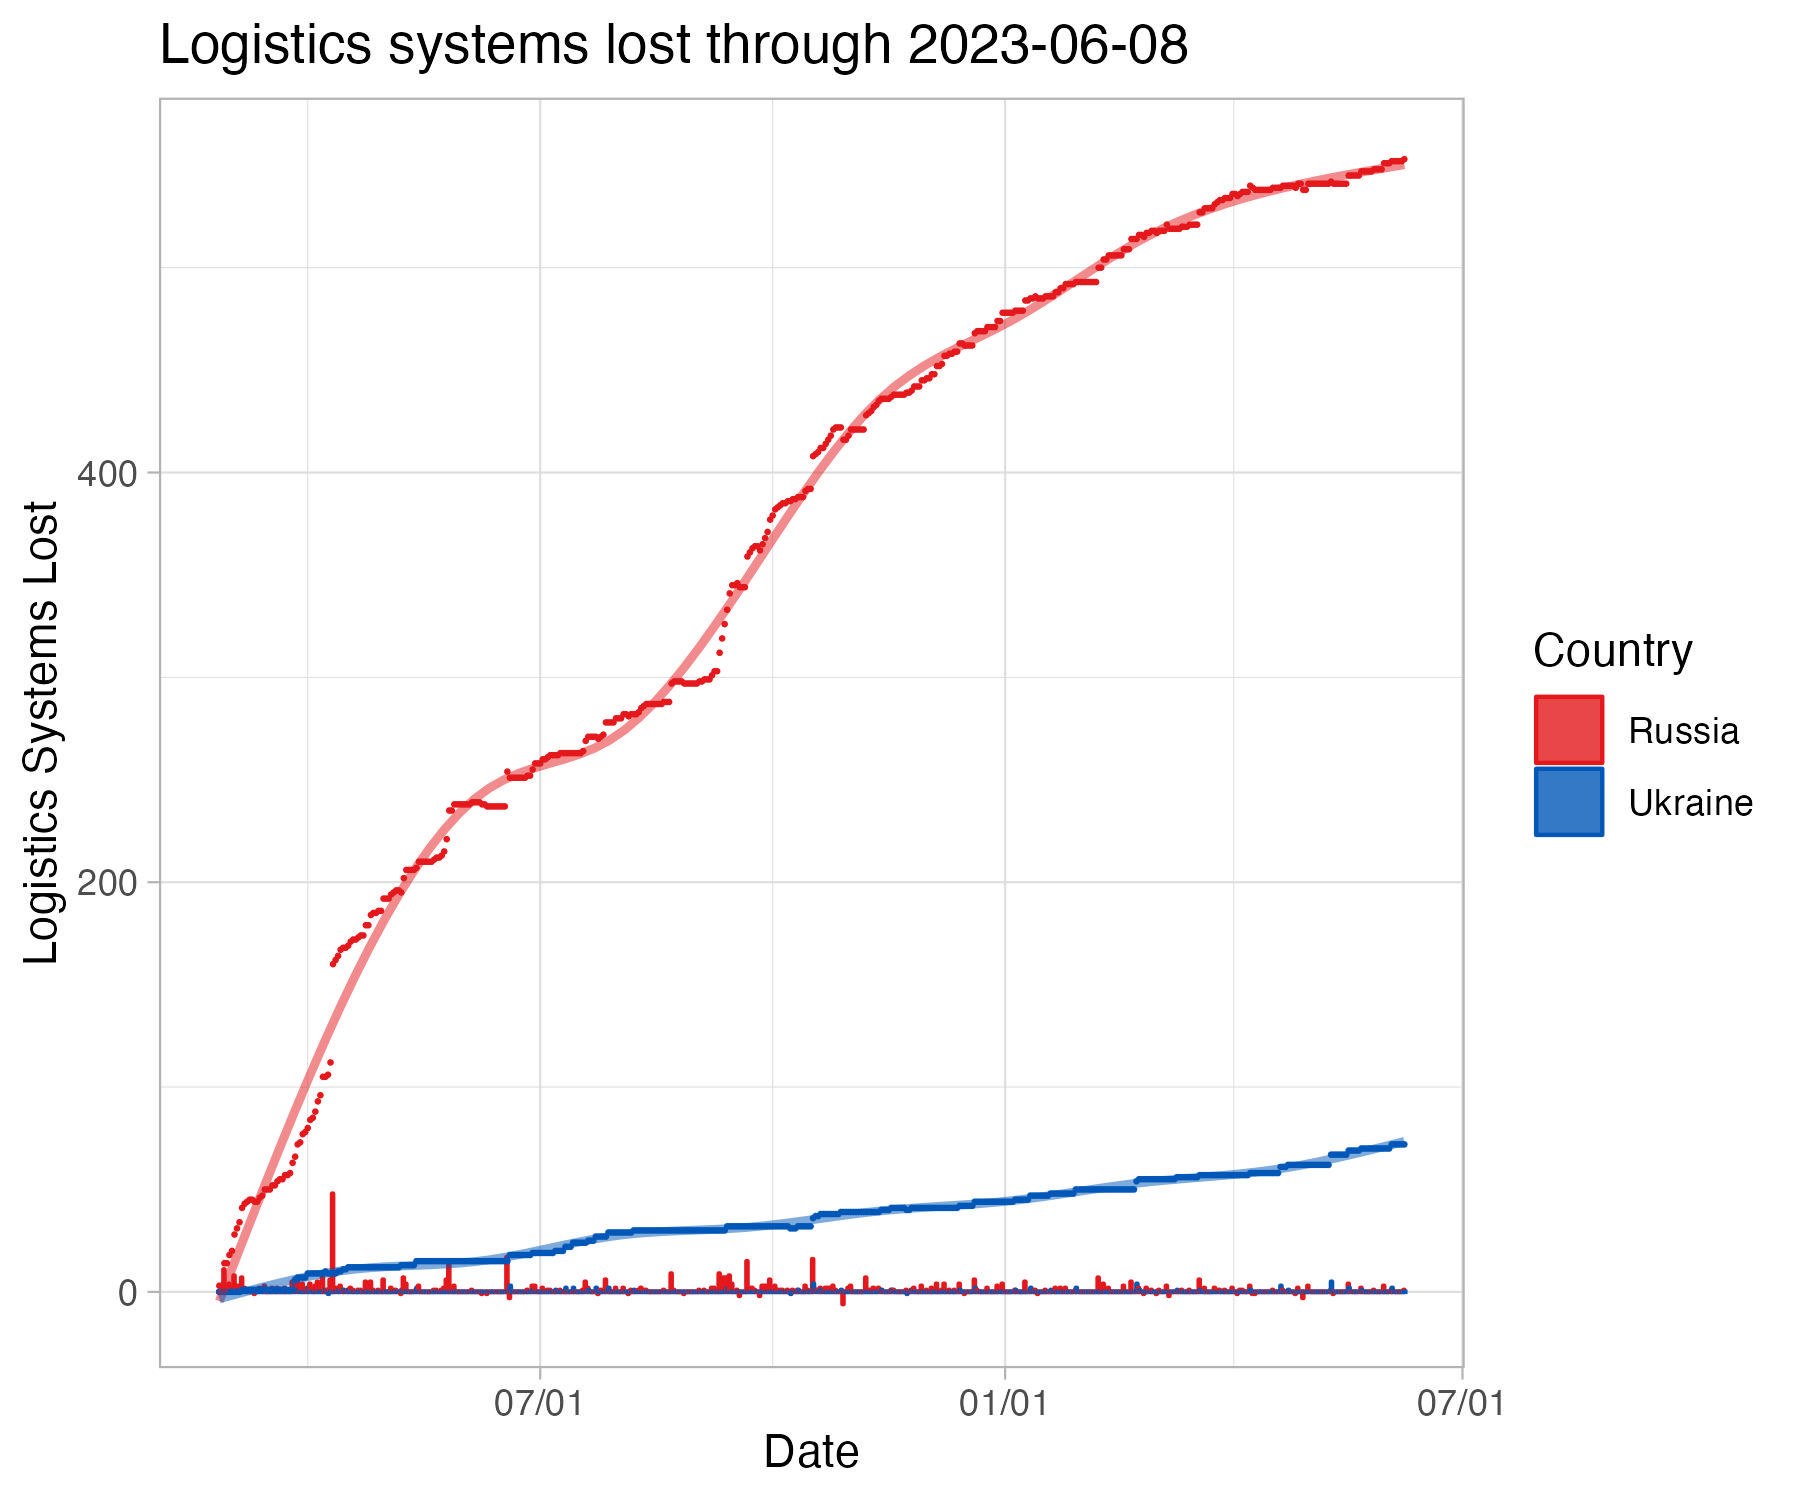 Logistics systems lost through 2023-06-08
Logistics Systems Lost
400
200
0
07/01
01/01
07/01
Date
Country
Russia
Ukraine